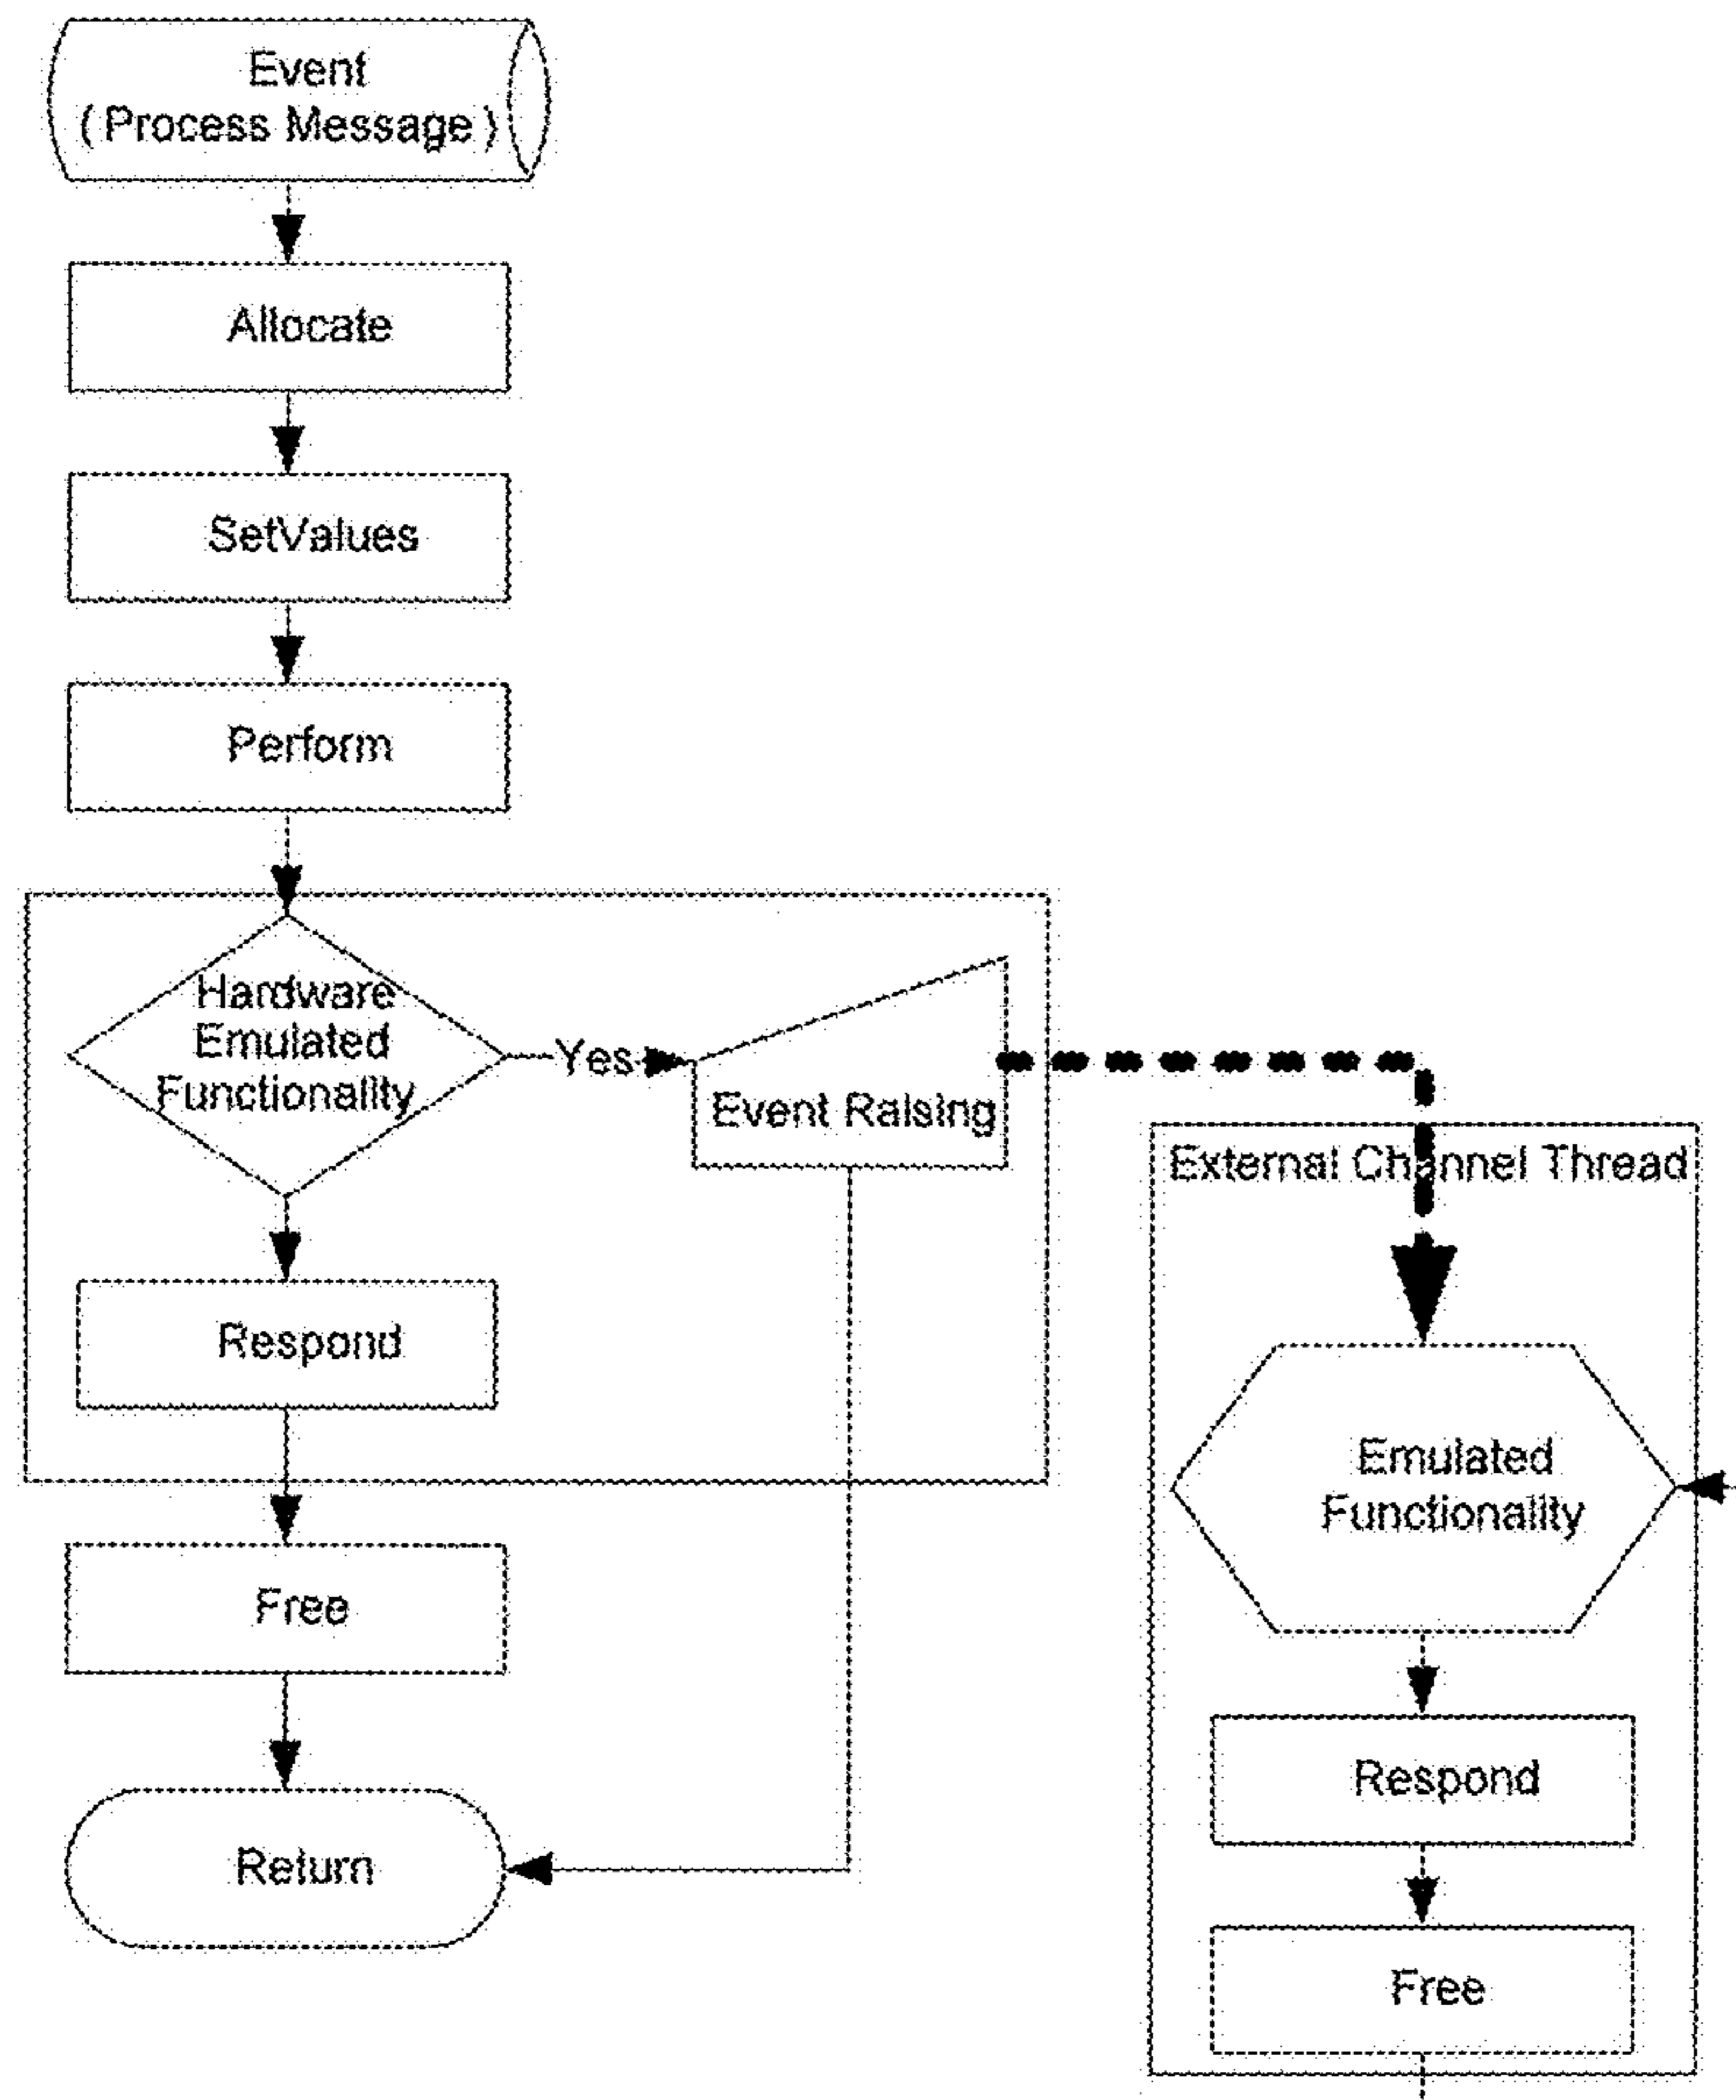 Event
( Process Message )
Allocate
SetValues
Perform
Hardware
Emulated
Functionality
Yes
Event Raising
External Channel Thread
Respond
Emulated
Functionality
Free
Respond
Return
Free